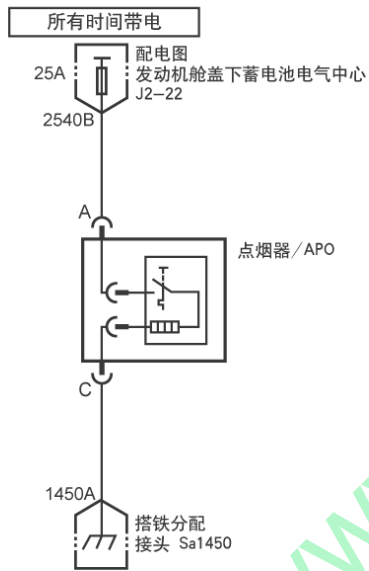 所有时间带电
25A
配电图
发动机舱盖下蓄电池电气中心
J2-22
2540B
A
点烟器/APO
C
1450A
搭铁分配
接头 Sa1450